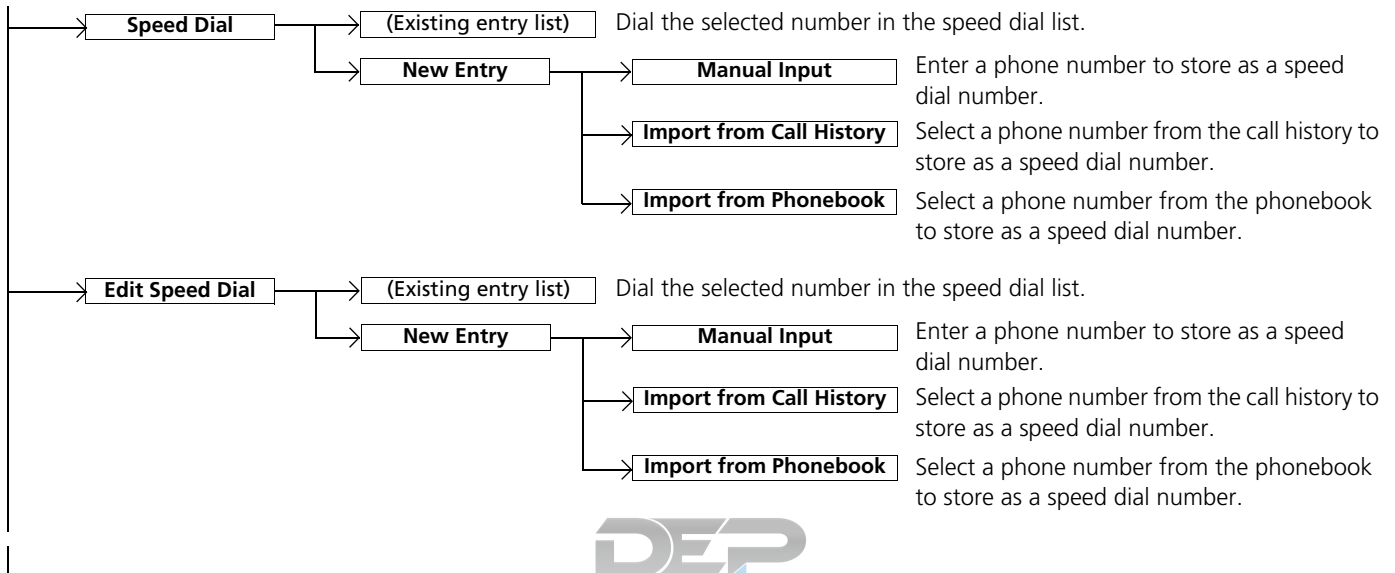 Speed Dial
(Existing entry list)
Dial the selected number in the speed dial list.
New Entry
Manual Input
Enter a phone number to store as a speed
dial number.
Import from Call History
Select a phone number from the call history to
store as a speed dial number.
Import from Phonebook
Select a phone number from the phonebook
to store as a speed dial number.
Edit Speed Dial
(Existing entry list)
Dial the selected number in the speed dial list.
New Entry
Manual Input
Enter a phone number to store as a speed
dial number.
Import from Call History
Select a phone number from the call history to
store as a speed dial number.
Import from Phonebook
Select a phone number from the phonebook
to store as a speed dial number.
DEP